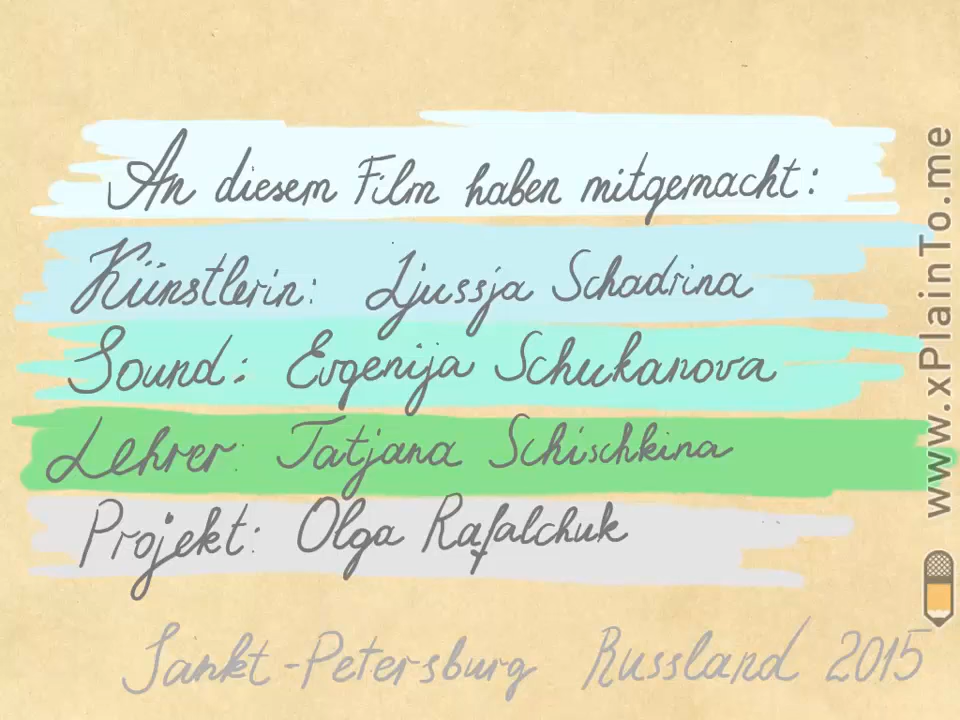 An diesem Film haben mitgemacht:
Künstlerin: Ljussja Schadrina
Sound: Evgenija Schukanova
Lehrer: Tatjana Schischkina
Projekt: Olga Rafalchuk
Sankt-Petersburg Russland 2015
www.xPlainTo.me